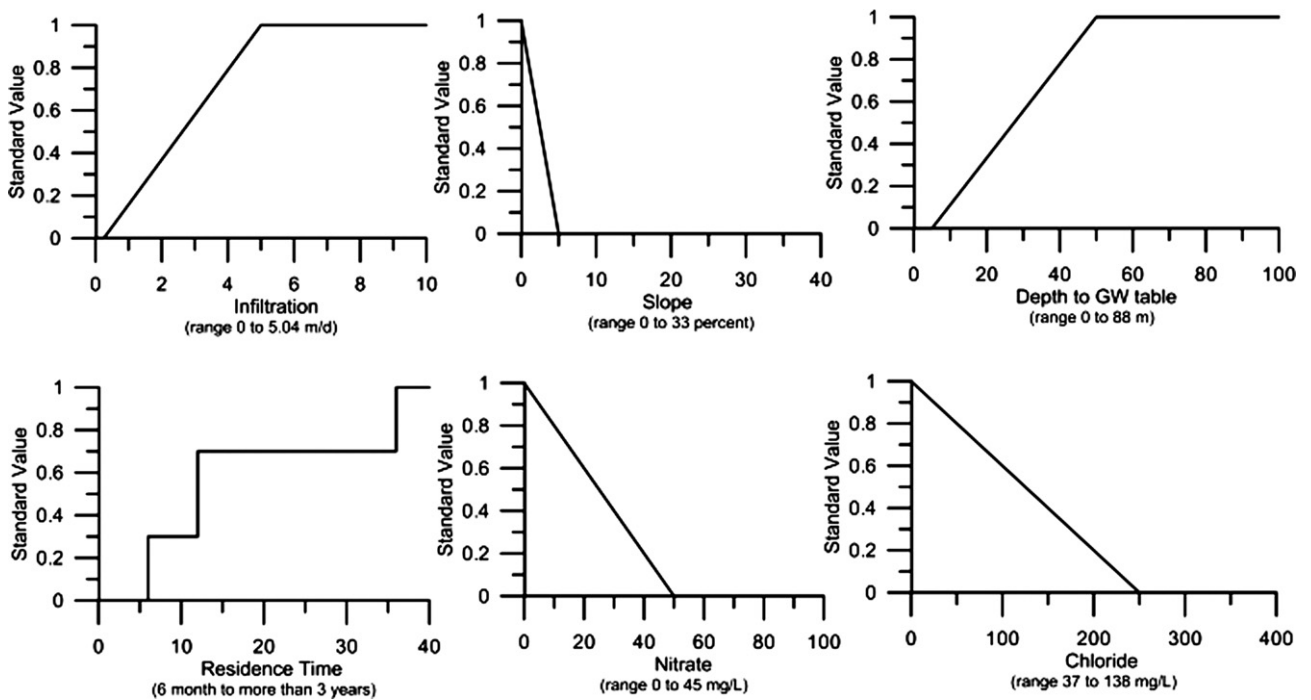 1
0.8
0.6
0.4
0.2
0
Standard Value
0 2 4 6 8 10
Infiltration
(range 0 to 5.04 m/d)
1
0.8
0.6
0.4
0.2
0
Standard Value
0 10 20 30 40
Slope
(range 0 to 33 percent)
1
0.8
0.6
0.4
0.2
0
Standard Value
0 20 40 60 80 100
Depth to GW table
(range 0 to 88 m)
1
0.8
0.6
0.4
0.2
0
Standard Value
0 10 20 30 40
Residence Time
(6 month to more than 3 years)
1
0.8
0.6
0.4
0.2
0
Standard Value
0 20 40 60 80 100
Nitrate
(range 0 to 45 mg/L)
1
0.8
0.6
0.4
0.2
0
Standard Value
0 100 200 300 400
Chloride
(range 37 to 138 mg/L)